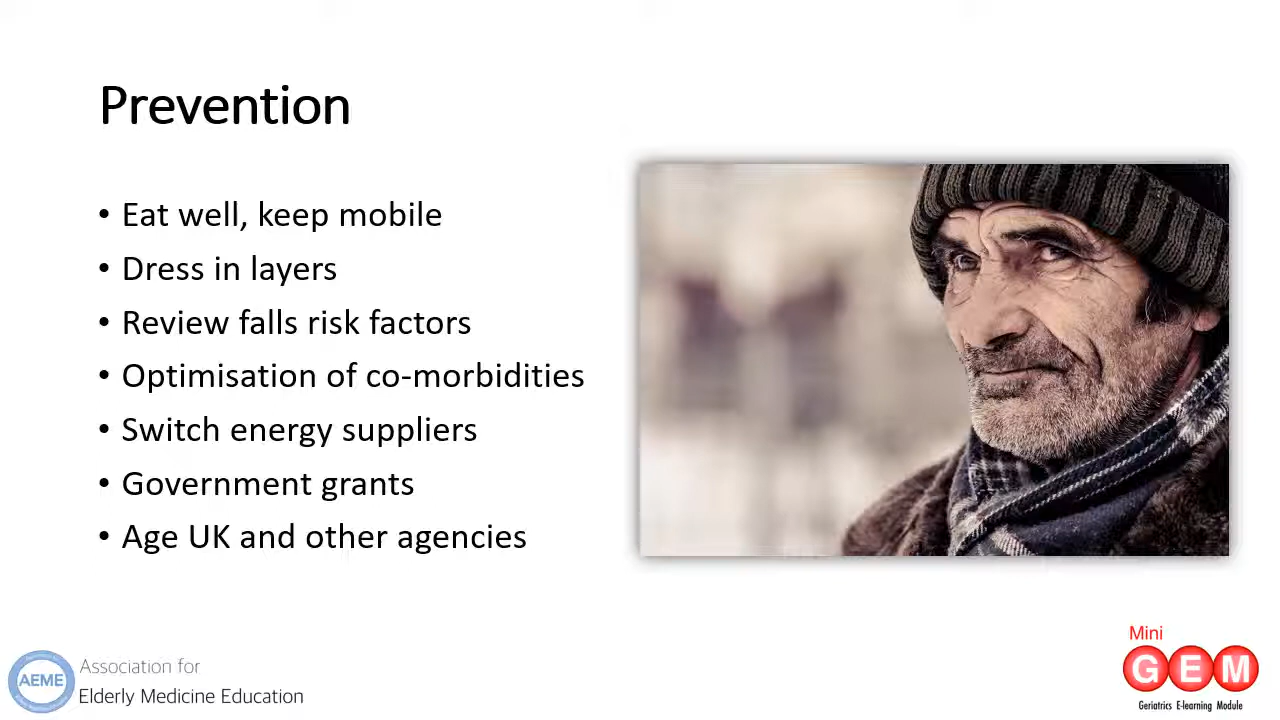 Prevention
• Eat well, keep mobile
• Dress in layers
• Review falls risk factors
• Optimisation of co-morbidities
• Switch energy suppliers
• Government grants
• Age UK and other agencies
AEME
Association for
Elderly Medicine Education
Mini
GEM
Geriatrics E-learning Module